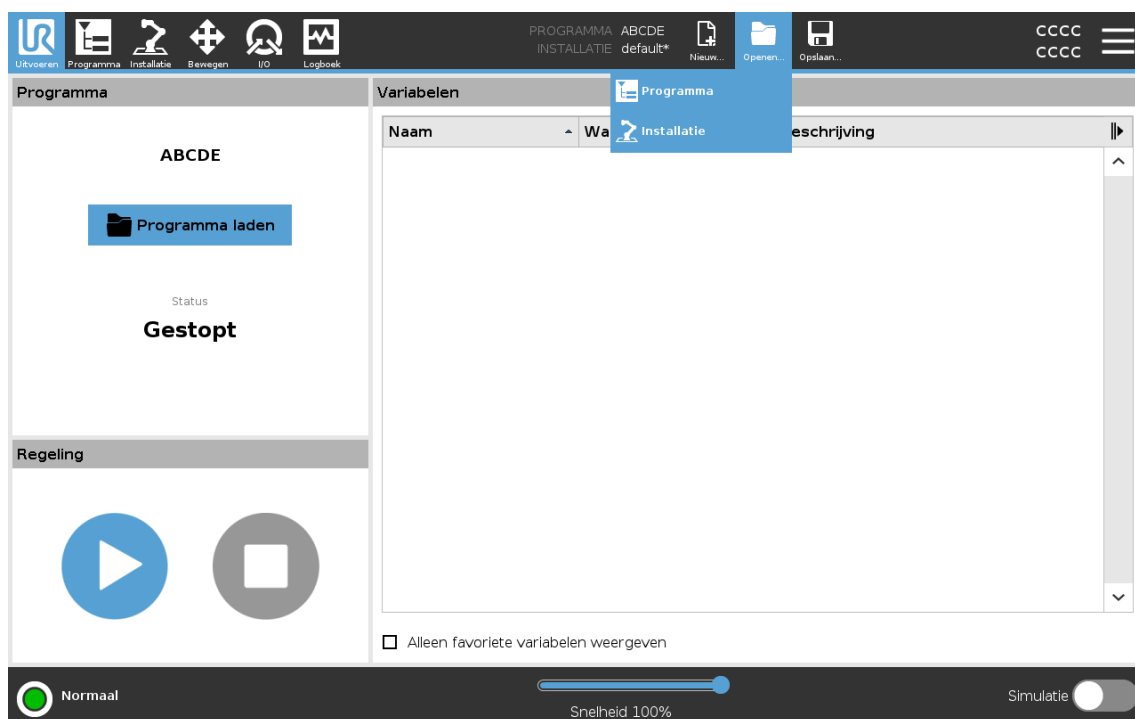 PROGRAMMA ABCDE
INSTALLATIE default*
CCCC
CCCC
UR
Uitvoeren Programma Installatie Bewegen I/O Logboek
Nieuw... Openen... Opslaan...
Programma
Installatie
Programma
ABCDE
Programma laden
Status
Gestopt
Regeling
Variabelen
Naam Wa eschrijving
Alleen favoriete variabelen weergeven
Normaal
Snelheid 100%
Simulatie